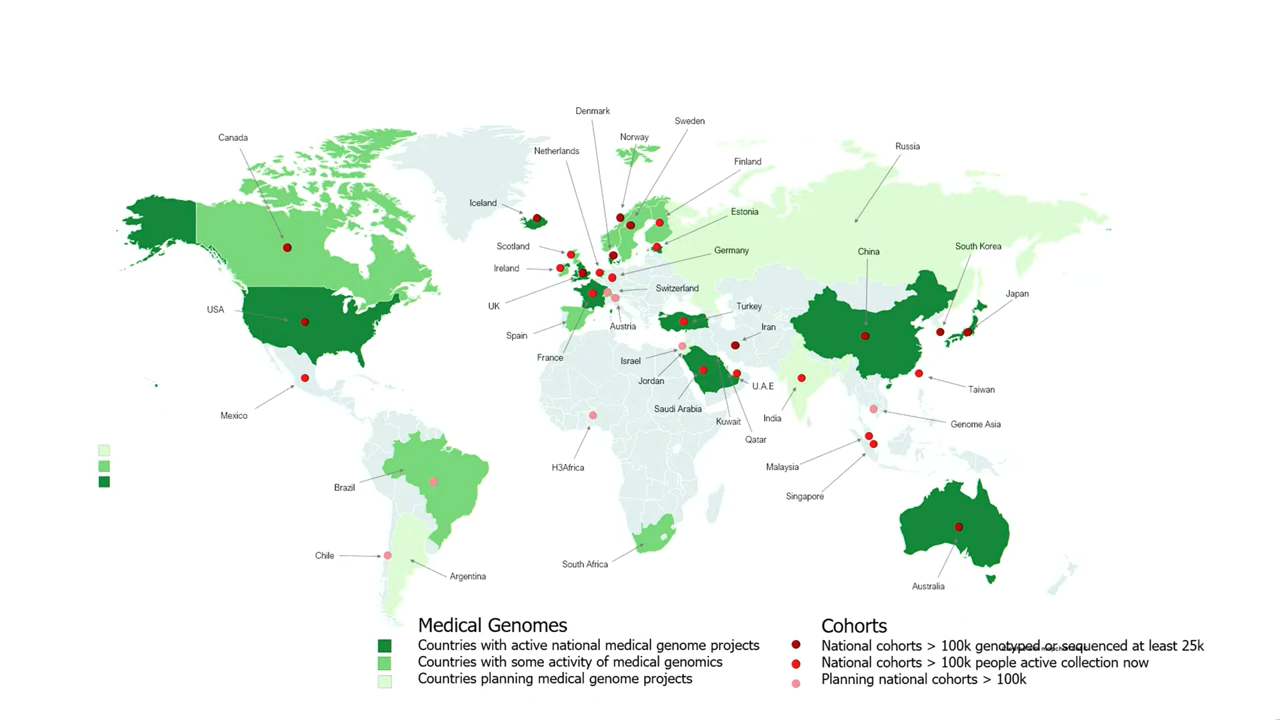 Denmark
Sweden
Canada
Norway
Russia
Netherlands
Finland
Iceland
Estonia
Scotland
Germany
China
South Korea
Ireland
Switzerland
Japan
UK
USA
Turkey
Spain
Austria
Iran
France
Israel
Jordan
U.A.E
Taiwan
Saudi Arabia
Mexico
Kuwait
India
Genome Asia
Qatar
H3Africa
Malaysia
Brazil
Singapore
Chile
South Africa
Argentina
Australia
Medical Genomes
Countries with active national medical genome projects
Countries with some activity of medical genomics
Countries planning medical genome projects
Cohorts
National cohorts > 100k genotyped or sequenced at least 25k
National cohorts > 100k people active collection now
Planning national cohorts > 100k